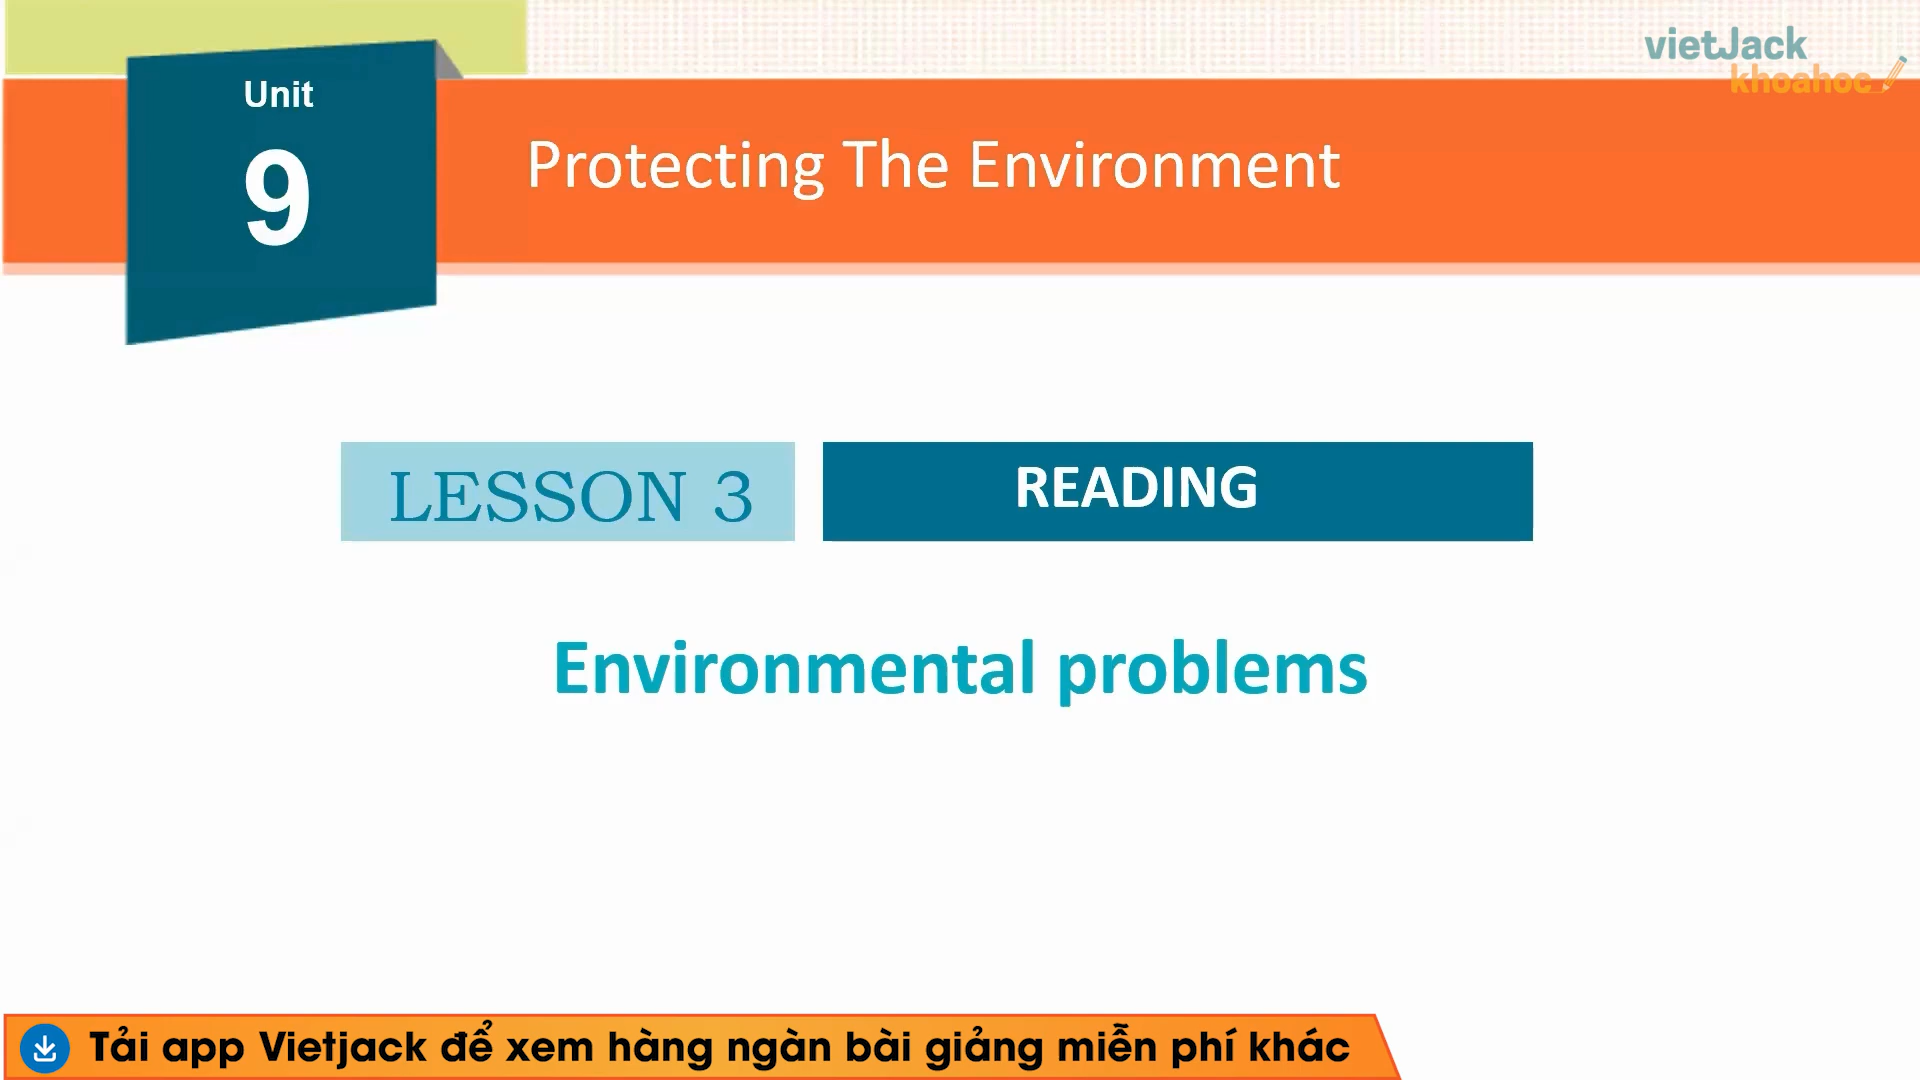 vietJack
khoahoc
Unit
9
Protecting The Environment
LESSON 3
READING
Environmental problems
Tải app Vietjack để xem hàng ngàn bài giảng miễn phí khác